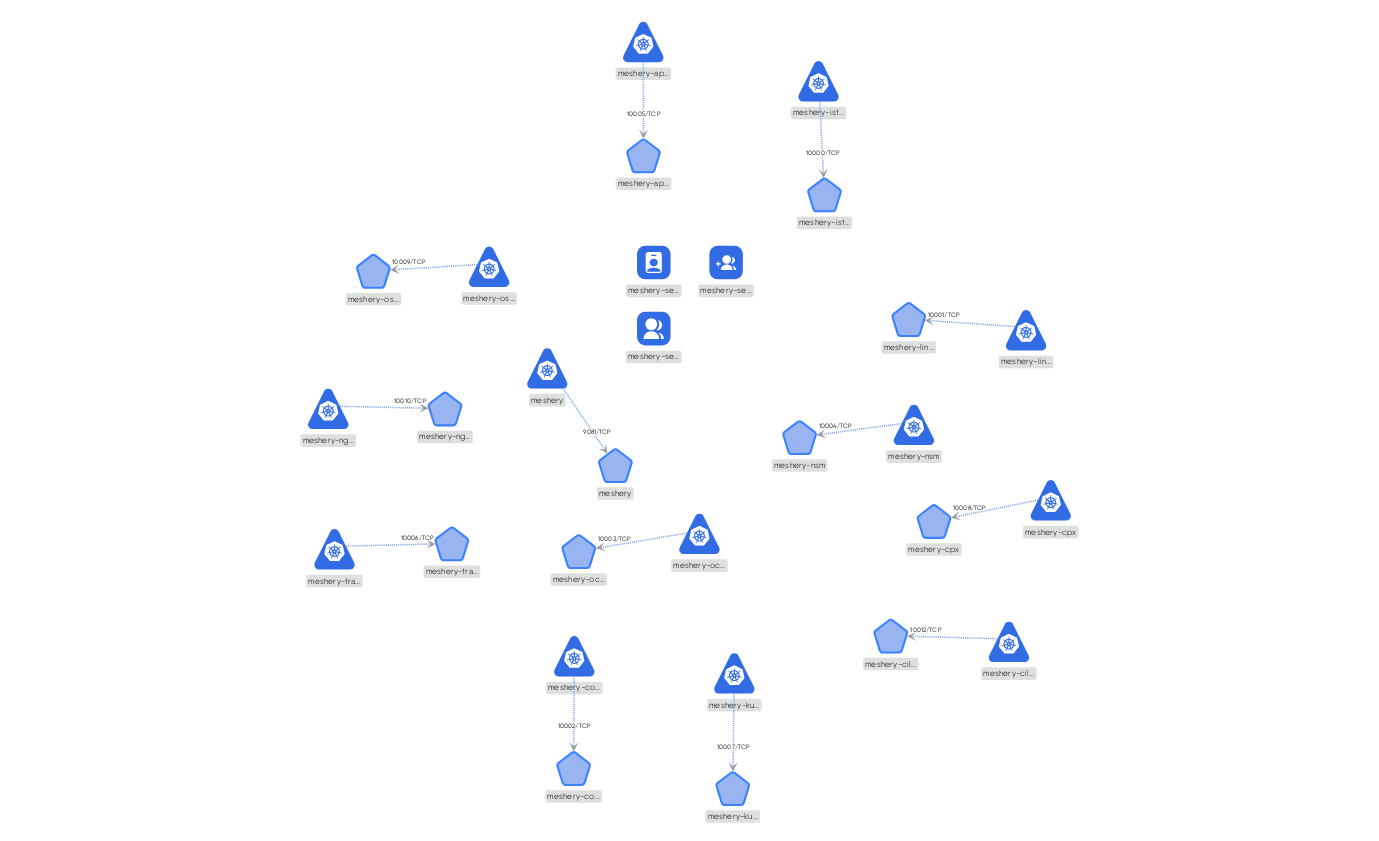 meshery-ap...
10005/TCP
meshery-ap...
meshery-ist...
10000/TCP
meshery-ist...
10009/TCP
meshery-os...
meshery-os...
meshery-se...
meshery-se...
meshery-se...
10001/TCP
meshery-lin...
meshery-lin...
meshery
9081/TCP
meshery
10010/TCP
meshery-ng...
meshery-ng...
10004/TCP
meshery-nsm
meshery-nsm
10008/TCP
meshery-cpx
meshery-cpx
10006/TCP
meshery-tra...
meshery-tra...
10003/TCP
meshery-oc...
meshery-oc...
10012/TCP
meshery-cil...
meshery-cil...
meshery-co...
10002/TCP
meshery-co...
meshery-ku...
10007/TCP
meshery-ku...